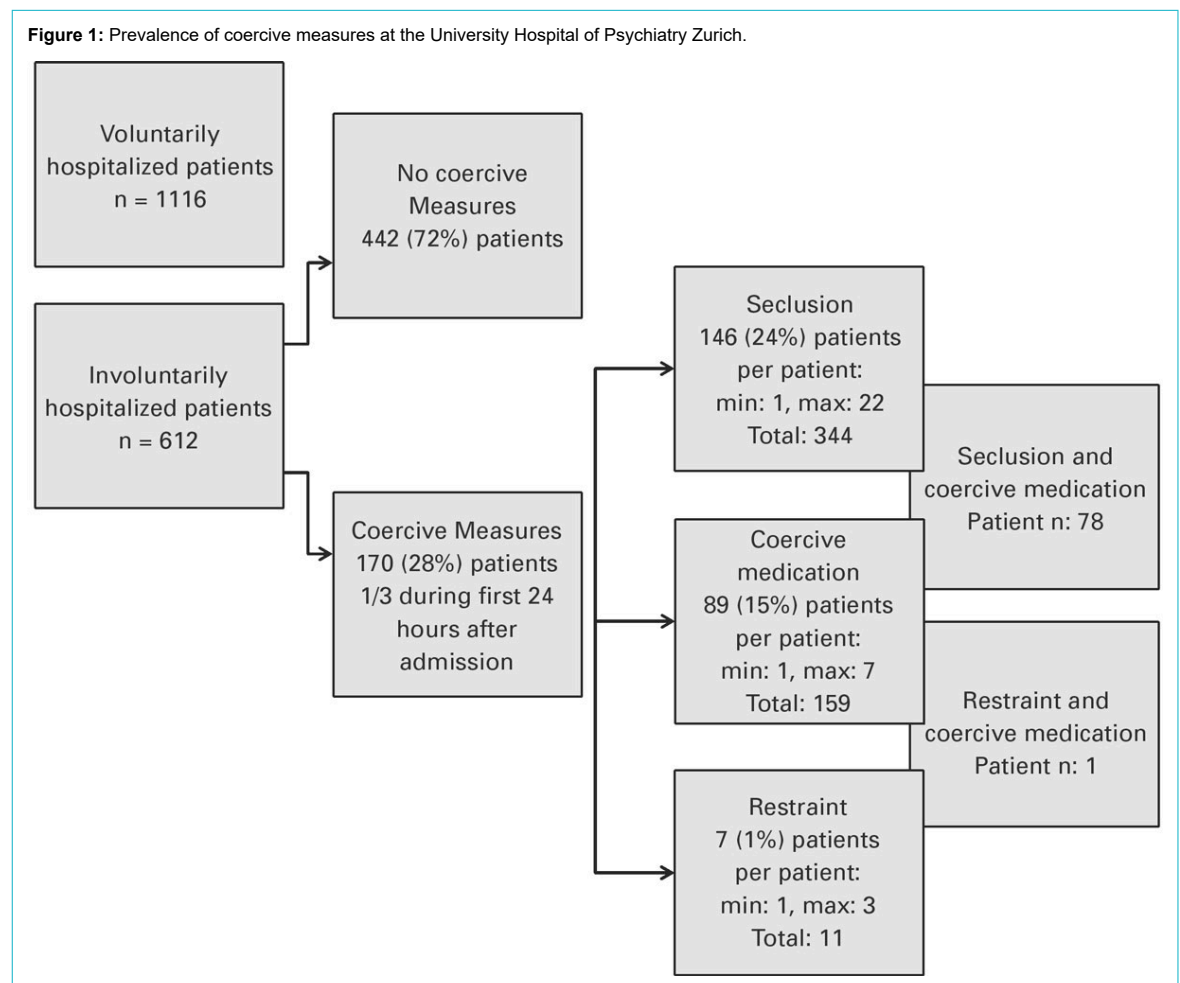 Figure 1: Prevalence of coercive measures at the University Hospital of Psychiatry Zurich.
Voluntarily
hospitalized patients
n = 1116
Involuntarily
hospitalized patients
n = 612
No coercive
Measures
442 (72%) patients
Coercive Measures
170 (28%) patients
1/3 during first 24
hours after
admission
Seclusion
146 (24%) patients
per patient:
min: 1, max: 22
Total: 344
Seclusion and
coercive medication
Patient n: 78
Coercive
medication
89 (15%) patients
per patient:
min: 1, max: 7
Total: 159
Restraint and
coercive medication
Patient n: 1
Restraint
7 (1%) patients
per patient:
min: 1, max: 3
Total: 11